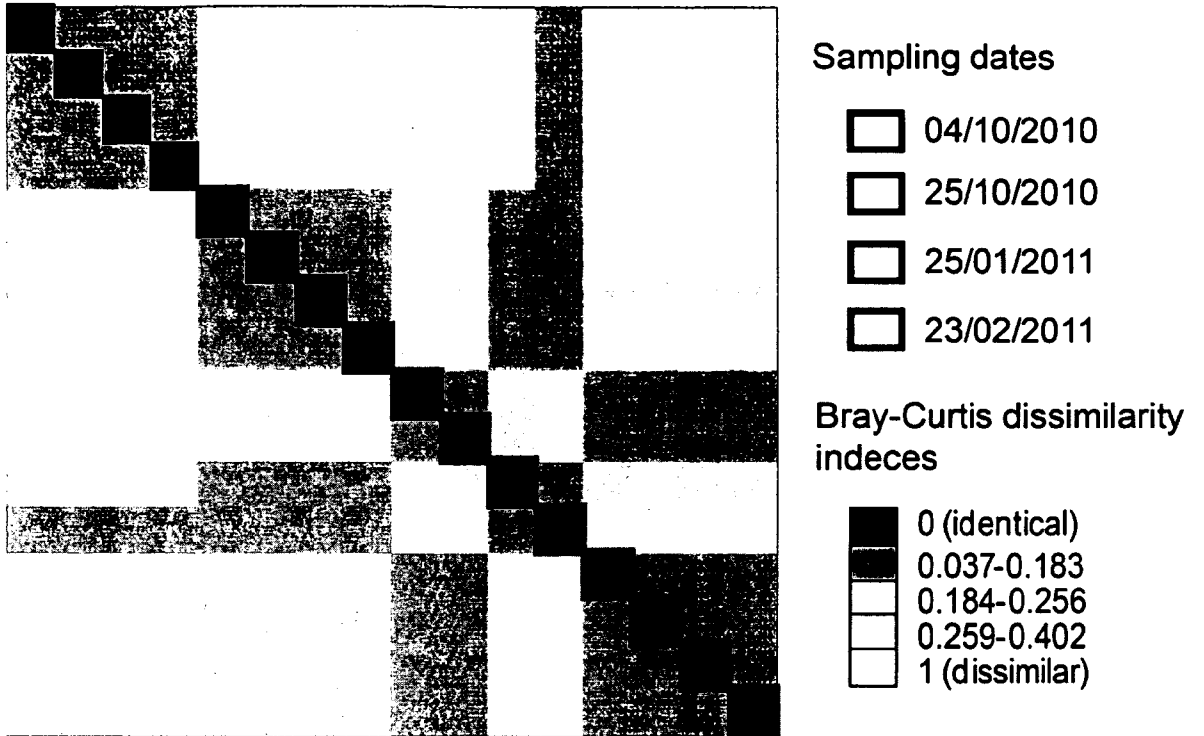 Sampling dates
04/10/2010
25/10/2010
25/01/2011
23/02/2011
Bray-Curtis dissimilarity
indeces
0 (identical)
0.037-0.183
0.184-0.256
0.259-0.402
1 (dissimilar)